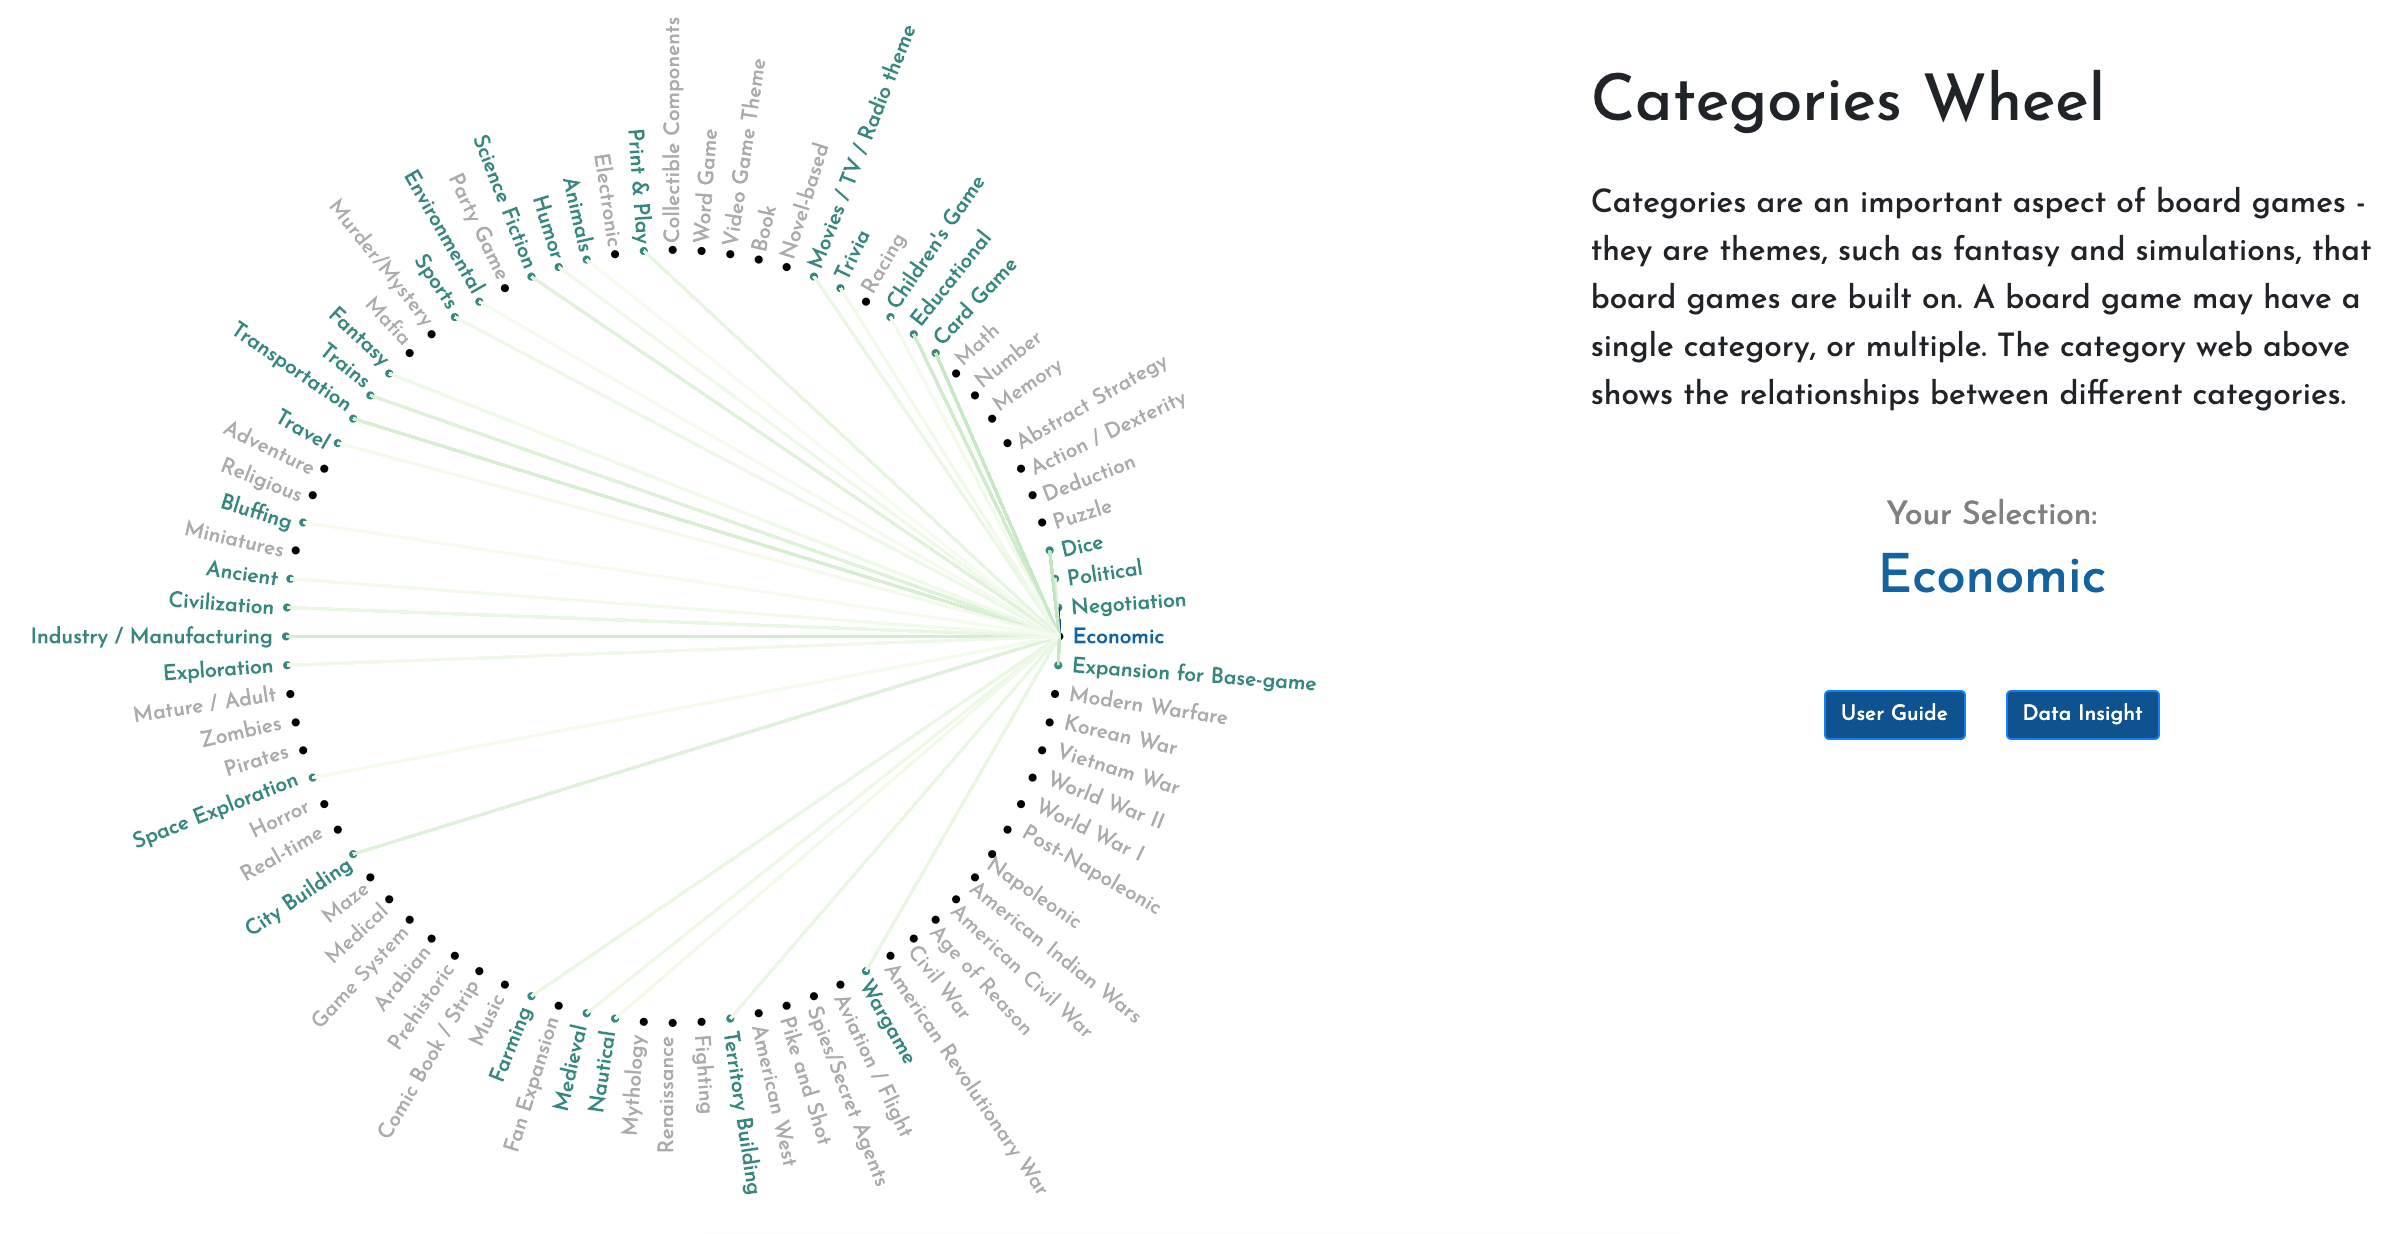 Categories Wheel
Categories are an important aspect of board games -
they are themes, such as fantasy and simulations, that
board games are built on. A board game may have a
single category, or multiple. The category web above
shows the relationships between different categories.
Your Selection:
Economic
User Guide
Data Insight
Collectible Components
Word Game
Video Game Theme
Book
Novel-based
Movies / TV / Radio theme
Trivia
Racing
Children's Game
Educational
Card Game
Math
Number
Memory
Abstract Strategy
Action / Dexterity
Deduction
Puzzle
Dice
Political
Negotiation
Economic
Expansion for Base-game
Modern Warfare
Korean War
Vietnam War
World War II
World War I
Post-Napoleonic
Napoleonic
American Indian Wars
American Civil War
Age of Reason
Civil War
American Revolutionary War
Wargame
Aviation / Flight
Spies/Secret Agents
Pike and Shot
American West
Territory Building
Fighting
Renaissance
Mythology
Nautical
Medieval
Fan Expansion
Farming
Music
Comic Book / Strip
Prehistoric
Arabian
Game System
Medical
Maze
City Building
Real-time
Horror
Space Exploration
Pirates
Zombies
Mature / Adult
Exploration
Industry / Manufacturing
Civilization
Ancient
Miniatures
Bluffing
Religious
Adventure
Travel
Transportation
Trains
Fantasy
Mafia
Murder/Mystery
Sports
Environmental
Party Game
Science Fiction
Humor
Animals
Electronic
Print & Play